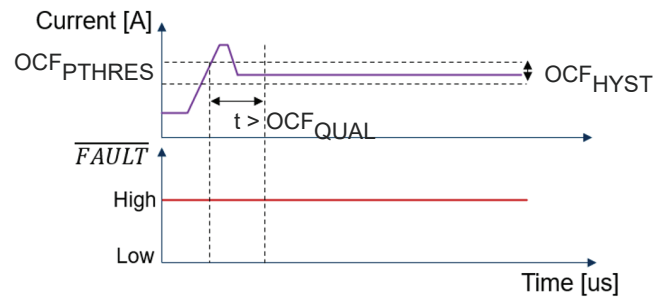 Current [A]
OCFPTHRES
OCFHYST
t > OCFQUAL
FAULT
High
Low
Time [us]